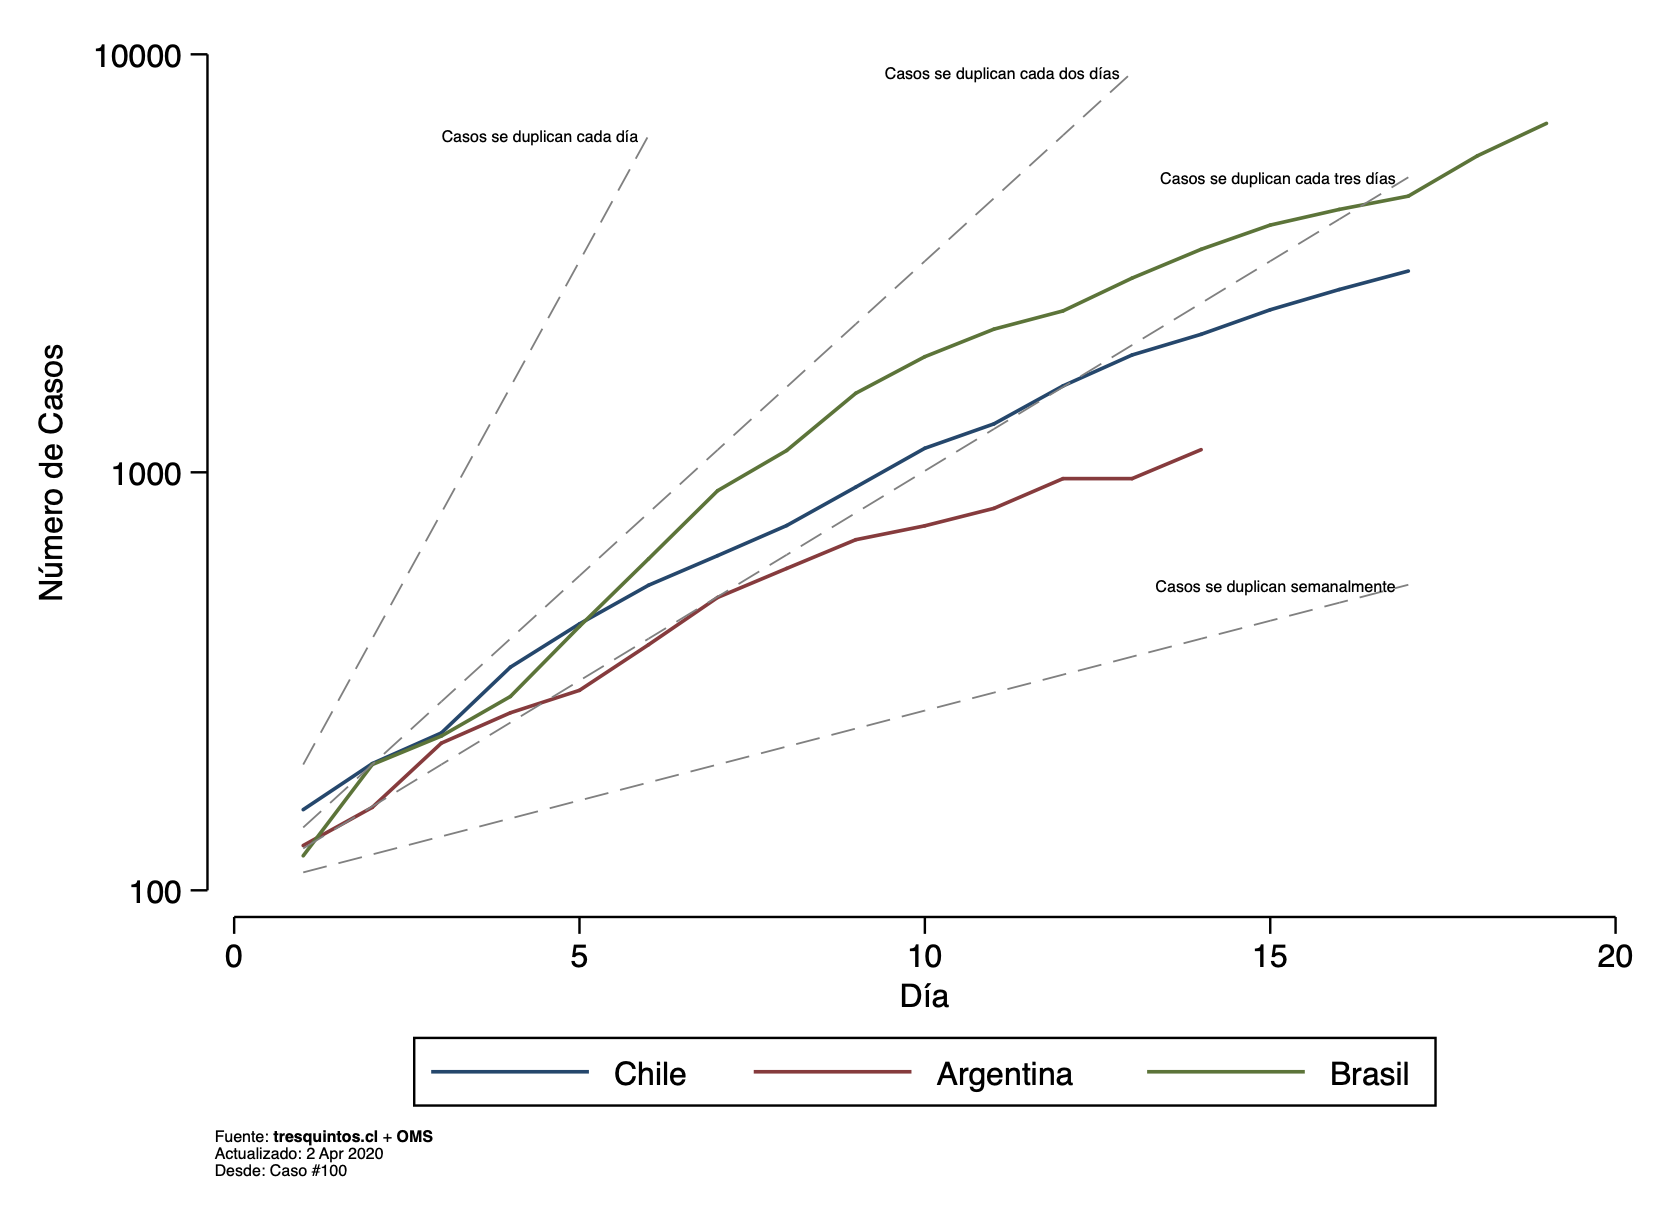 10000
Casos se duplican cada dos días
Casos se duplican cada día
Casos se duplican cada tres días
Número de Casos
1000
Casos se duplican semanalmente
100
0 5 10 15 20
Día
Chile Argentina Brasil
Fuente: tresquintos.cl + OMS
Actualizado: 2 Apr 2020
Desde: Caso #100